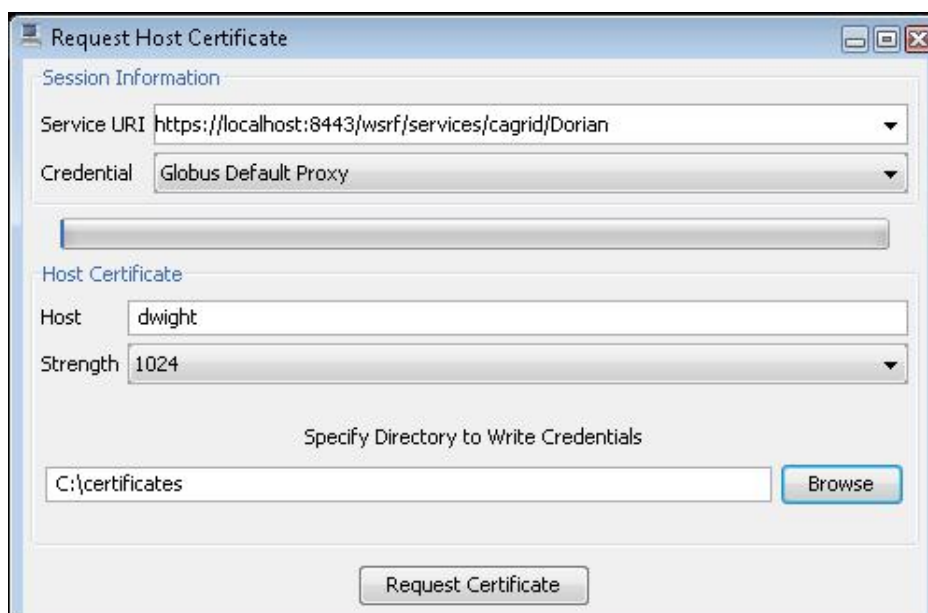 Request Host Certificate
Session Information
Service URI https://localhost:8443/wsrf/services/cagrid/Dorian
Credential Globus Default Proxy
Host Certificate
Host dwight
Strength 1024
Specify Directory to Write Credentials
C:\certificates Browse
Request Certificate